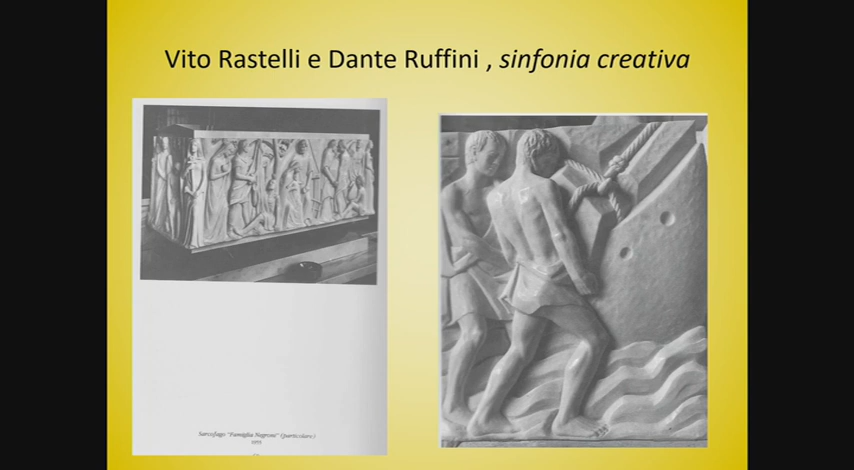 Vito Rastelli e Dante Ruffini , sinfonia creativa
Sarcofago "Famiglia Negroni" (particolare)